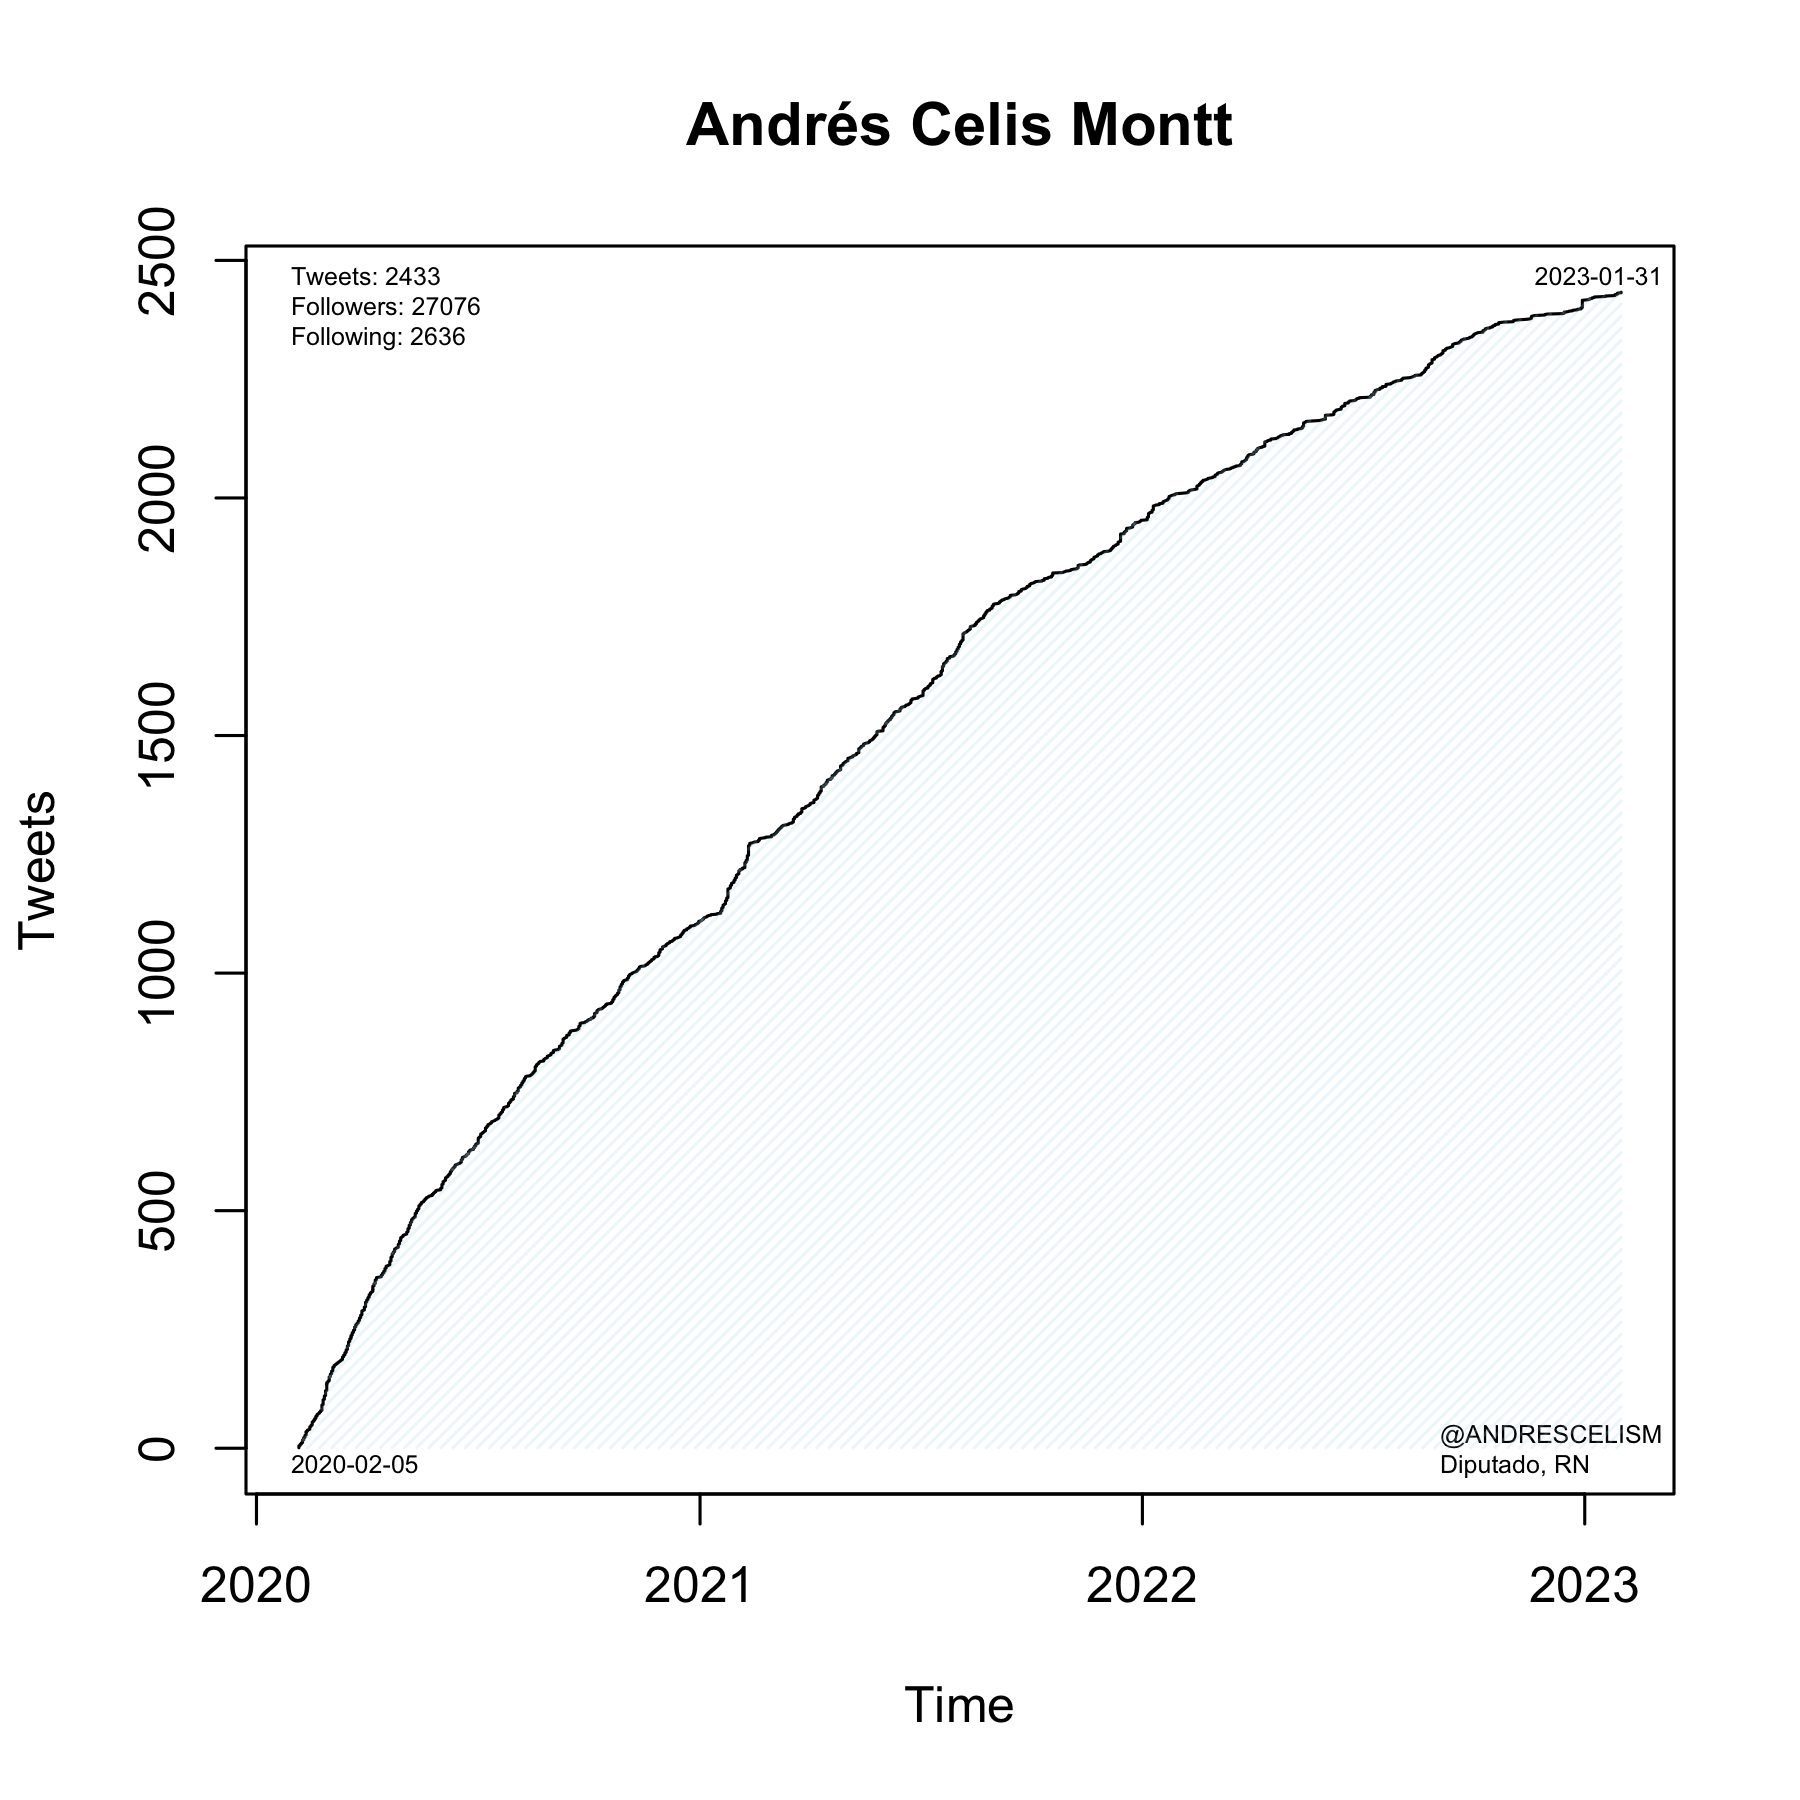 Andrés Celis Montt
Tweets: 2433
Followers: 27076
Following: 2636
2023-01-31
2500
2000
1500
1000
500
0
Tweets
2020-02-05
@ANDRESCELISM
Diputado, RN
2020
2021
2022
2023
Time